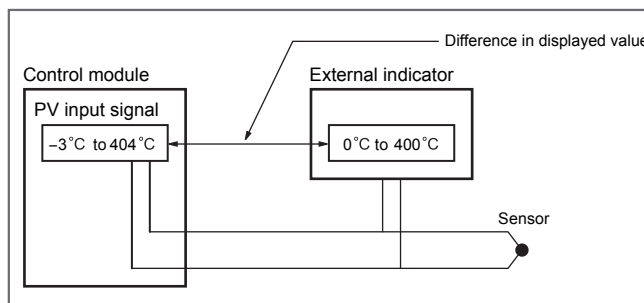 Difference in displayed value
Control module
External indicator
PV input signal
–3°C to 404°C
0°C to 400°C
Sensor